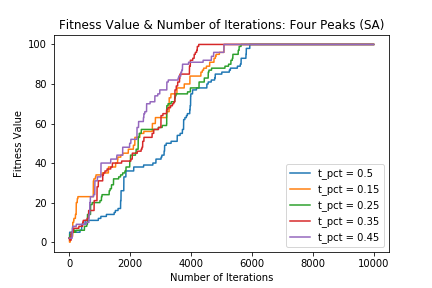 Fitness Value & Number of Iterations: Four Peaks (SA)
100
80
60
40
20
0
Fitness Value
t_pct = 0.5
t_pct = 0.15
t_pct = 0.25
t_pct = 0.35
t_pct = 0.45
0 2000 4000 6000 8000 10000
Number of Iterations